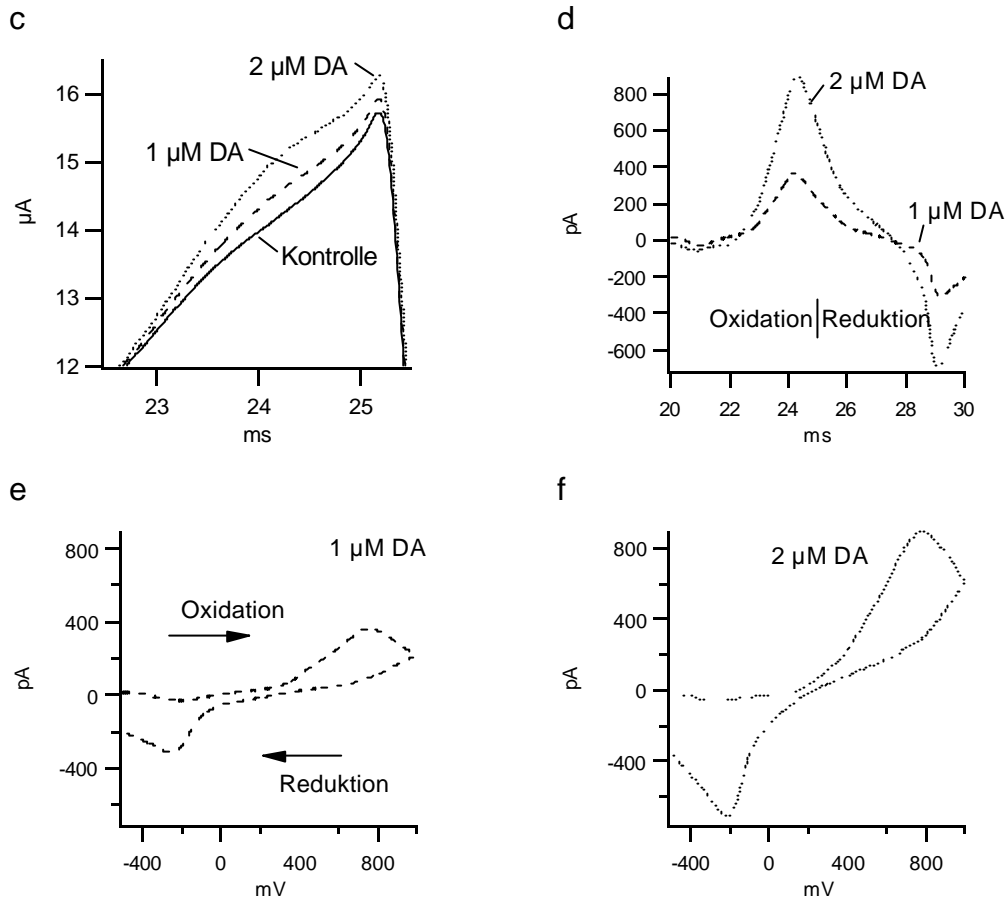 c
2 µM DA
1 µM DA
Kontrolle
µA
16
15
14
13
12
23
24
25
ms
d
2 µM DA
1 µM DA
Oxidation
Reduktion
pA
800
600
400
200
0
-200
-400
-600
20
22
24
26
28
30
ms
e
1 µM DA
Oxidation
Reduktion
pA
800
400
0
-400
-400
0
400
800
mV
f
2 µM DA
pA
800
400
0
-400
-400
0
400
800
mV